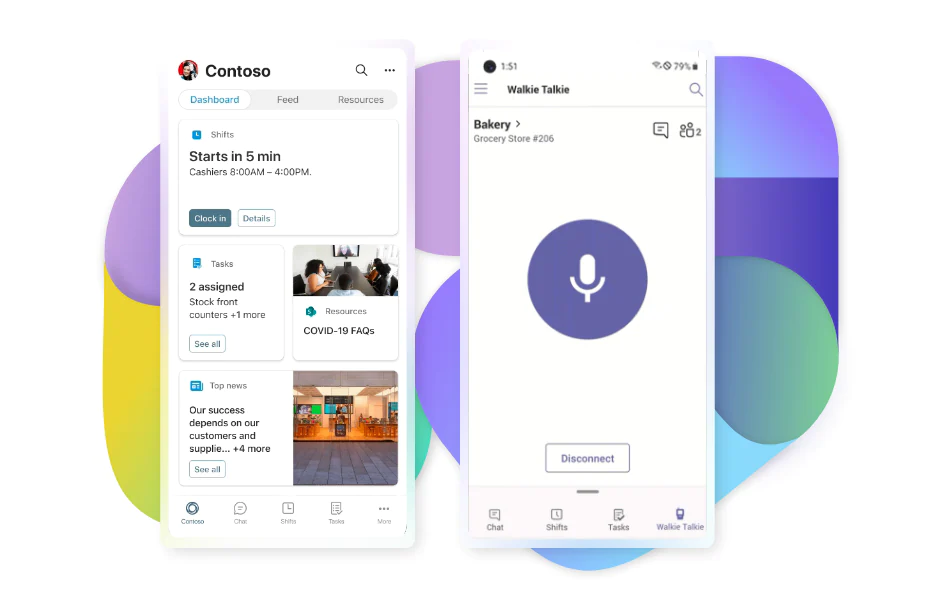 Contoso
Dashboard Feed Resources
Shifts
Starts in 5 min
Cashiers 8:00AM – 4:00PM.
Clock in Details
Tasks
2 assigned
Stock front
counters +1 more
See all
Resources
COVID-19 FAQs
Top news
Our success
depends on our
customers and
supplie... +4 more
See all
Contoso Chat Shifts Tasks More
1:51 79%
Walkie Talkie
Bakery >
Grocery Store #206
2
Disconnect
Chat Shifts Tasks Walkie Talkie